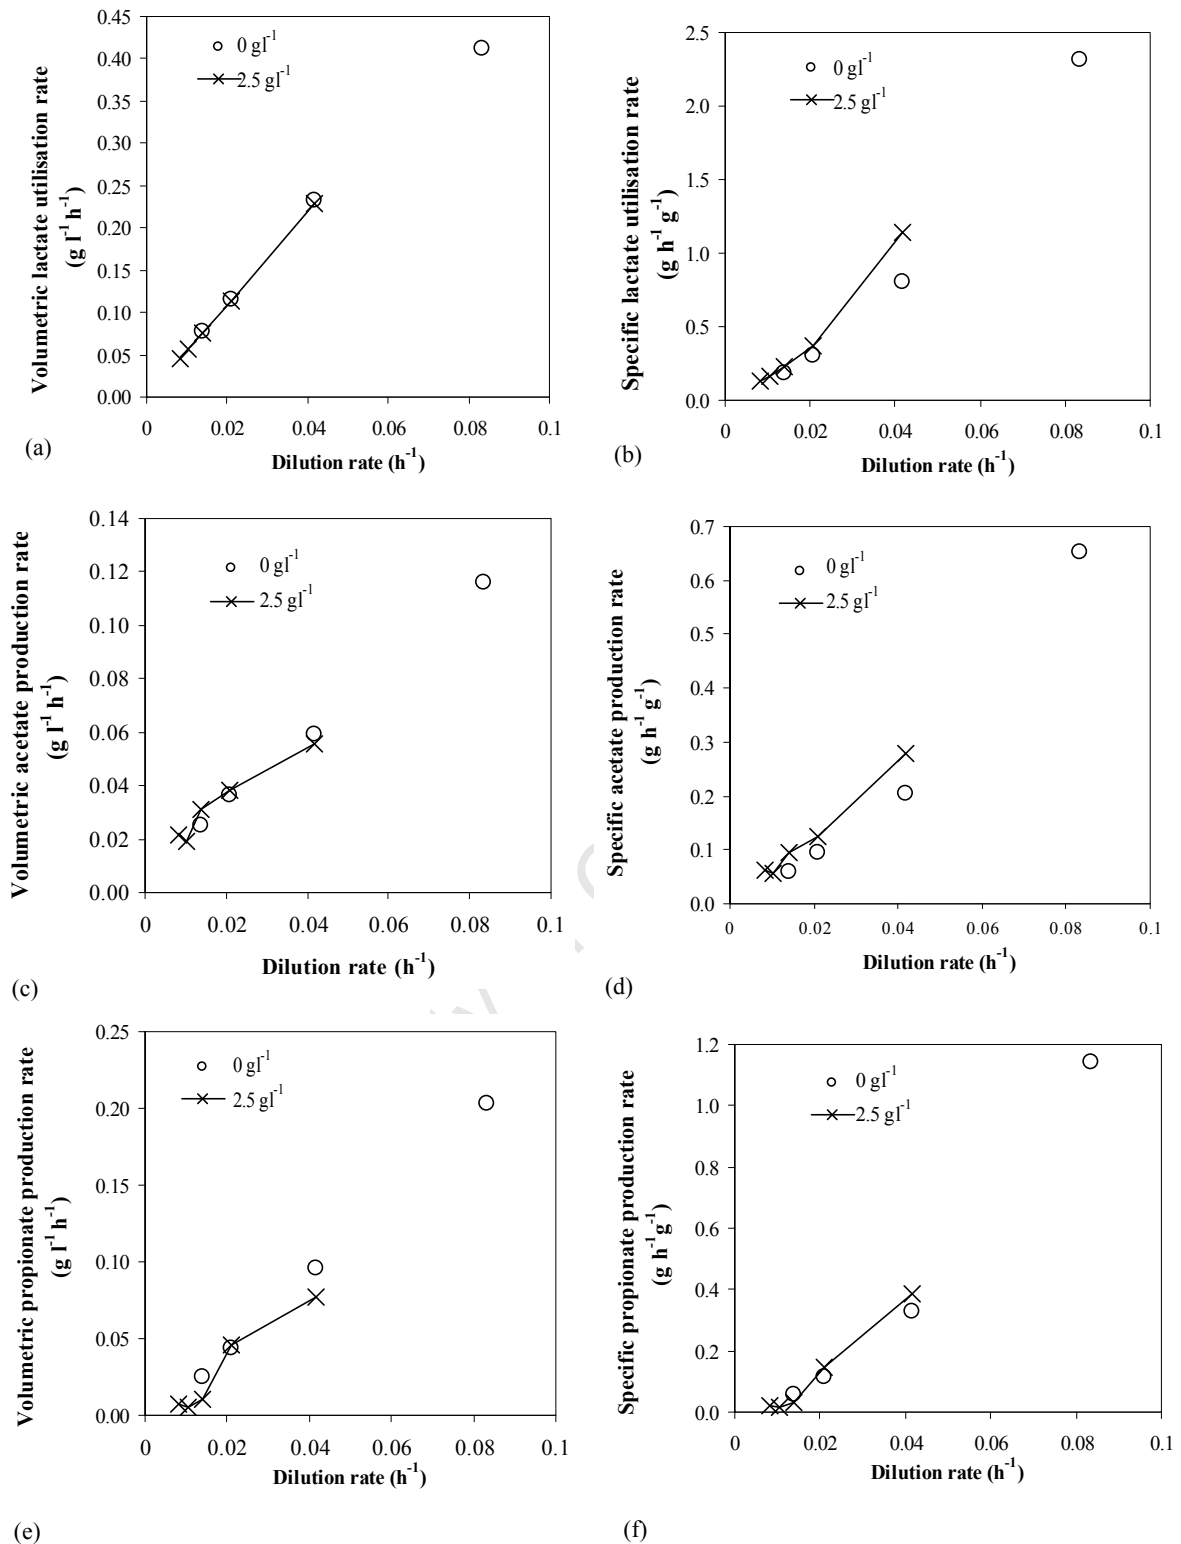 Volumetric lactate utilisation rate
(g l⁻¹ h⁻¹)
0.45
0.40
0.35
0.30
0.25
0.20
0.15
0.10
0.05
0.00
0 gl⁻¹
2.5 gl⁻¹
0 0.02 0.04 0.06 0.08 0.1
Dilution rate (h⁻¹)
(a)
Specific lactate utilisation rate
(g h⁻¹ g⁻¹)
2.5
2.0
1.5
1.0
0.5
0.0
0 gl⁻¹
2.5 gl⁻¹
0 0.02 0.04 0.06 0.08 0.1
Dilution rate (h⁻¹)
(b)
Volumetric acetate production rate
(g l⁻¹ h⁻¹)
0.14
0.12
0.10
0.08
0.06
0.04
0.02
0.00
0 gl⁻¹
2.5 gl⁻¹
0 0.02 0.04 0.06 0.08 0.1
Dilution rate (h⁻¹)
(c)
Specific acetate production rate
(g h⁻¹ g⁻¹)
0.7
0.6
0.5
0.4
0.3
0.2
0.1
0.0
0 gl⁻¹
2.5 gl⁻¹
0 0.02 0.04 0.06 0.08 0.1
Dilution rate (h⁻¹)
(d)
Volumetric propionate production rate
(g l⁻¹ h⁻¹)
0.25
0.20
0.15
0.10
0.05
0.00
0 gl⁻¹
2.5 gl⁻¹
0 0.02 0.04 0.06 0.08 0.1
Dilution rate (h⁻¹)
(e)
Specific propionate production rate
(g h⁻¹ g⁻¹)
1.2
1.0
0.8
0.6
0.4
0.2
0.0
0 gl⁻¹
2.5 gl⁻¹
0 0.02 0.04 0.06 0.08 0.1
Dilution rate (h⁻¹)
(f)